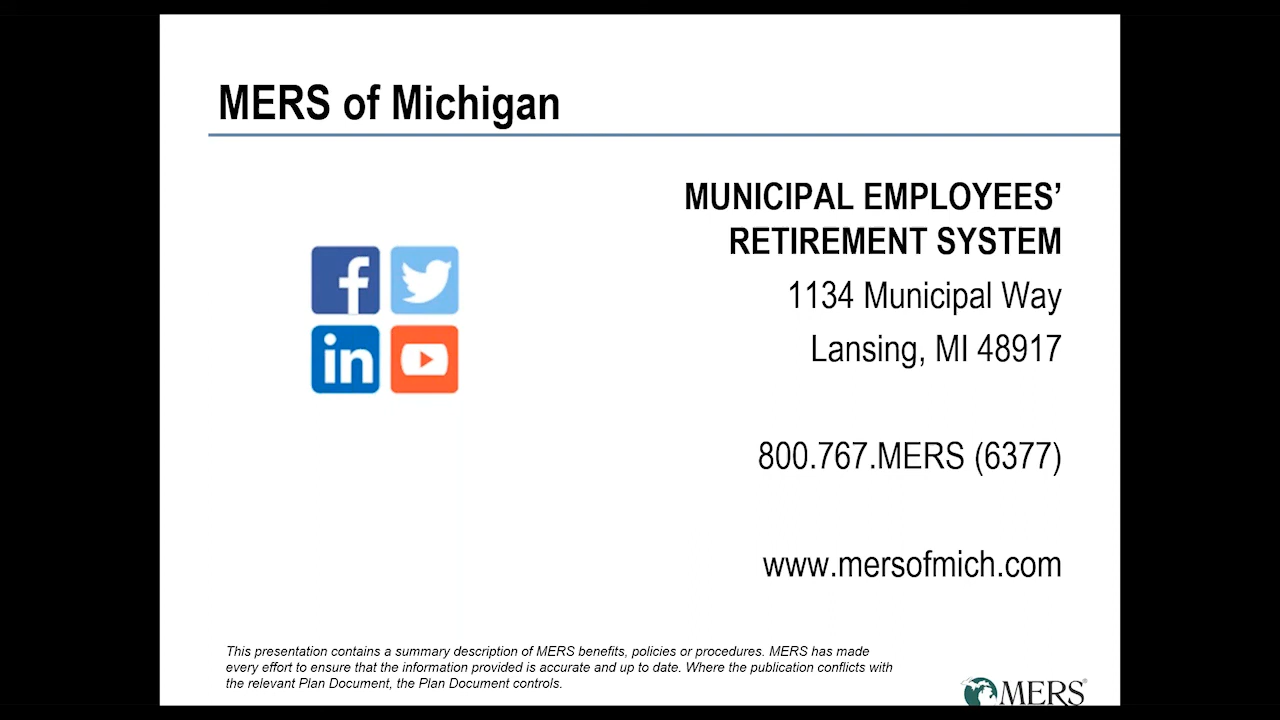 MERS of Michigan
MUNICIPAL EMPLOYEES’
RETIREMENT SYSTEM
1134 Municipal Way
Lansing, MI 48917
800.767.MERS (6377)
www.mersofmich.com
This presentation contains a summary description of MERS benefits, policies or procedures. MERS has made
every effort to ensure that the information provided is accurate and up to date. Where the publication conflicts with
the relevant Plan Document, the Plan Document controls.
MERS®